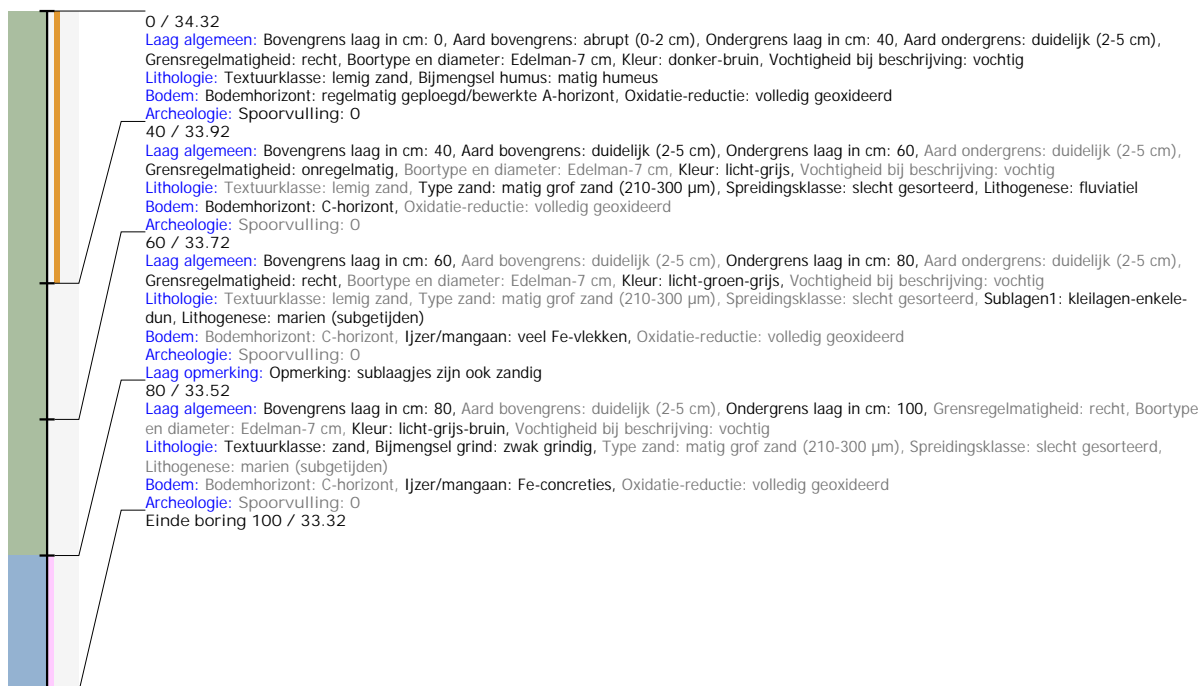 0 / 34.32
Laag algemeen: Bovengrens laag in cm: 0, Aard bovengrens: abrupt (0-2 cm), Ondergrens laag in cm: 40, Aard ondergrens: duidelijk (2-5 cm),
Grensregelmatigheid: recht, Boortype en diameter: Edelman-7 cm, Kleur: donker-bruin, Vochtigheid bij beschrijving: vochtig
Lithologie: Textuurklasse: lemig zand, Bijmengsel humus: matig humeus
Bodem: Bodemhorizont: regelmatig geploegd/bewerkte A-horizont, Oxidatie-reductie: volledig geoxideerd
Archeologie: Spoorvulling: 0
40 / 33.92
Laag algemeen: Bovengrens laag in cm: 40, Aard bovengrens: duidelijk (2-5 cm), Ondergrens laag in cm: 60, Aard ondergrens: duidelijk (2-5 cm),
Grensregelmatigheid: onregelmatig, Boortype en diameter: Edelman-7 cm, Kleur: licht-grijs, Vochtigheid bij beschrijving: vochtig
Lithologie: Textuurklasse: lemig zand, Type zand: matig grof zand (210-300 µm), Spreidingsklasse: slecht gesorteerd, Lithogenese: fluviatiel
Bodem: Bodemhorizont: C-horizont, Oxidatie-reductie: volledig geoxideerd
Archeologie: Spoorvulling: 0
60 / 33.72
Laag algemeen: Bovengrens laag in cm: 60, Aard bovengrens: duidelijk (2-5 cm), Ondergrens laag in cm: 80, Aard ondergrens: duidelijk (2-5 cm),
Grensregelmatigheid: recht, Boortype en diameter: Edelman-7 cm, Kleur: licht-groen-grijs, Vochtigheid bij beschrijving: vochtig
Lithologie: Textuurklasse: lemig zand, Type zand: matig grof zand (210-300 µm), Spreidingsklasse: slecht gesorteerd, Sublagen1: kleilagen-enkele-
dun, Lithogenese: marien (subgetijden)
Bodem: Bodemhorizont: C-horizont, Ijzer/mangaan: veel Fe-vlekken, Oxidatie-reductie: volledig geoxideerd
Archeologie: Spoorvulling: 0
Laag opmerking: Opmerking: sublaagjes zijn ook zandig
80 / 33.52
Laag algemeen: Bovengrens laag in cm: 80, Aard bovengrens: duidelijk (2-5 cm), Ondergrens laag in cm: 100, Grensregelmatigheid: recht, Boortype
en diameter: Edelman-7 cm, Kleur: licht-grijs-bruin, Vochtigheid bij beschrijving: vochtig
Lithologie: Textuurklasse: zand, Bijmengsel grind: zwak grindig, Type zand: matig grof zand (210-300 µm), Spreidingsklasse: slecht gesorteerd,
Lithogenese: marien (subgetijden)
Bodem: Bodemhorizont: C-horizont, Ijzer/mangaan: Fe-concreties, Oxidatie-reductie: volledig geoxideerd
Archeologie: Spoorvulling: 0
Einde boring 100 / 33.32